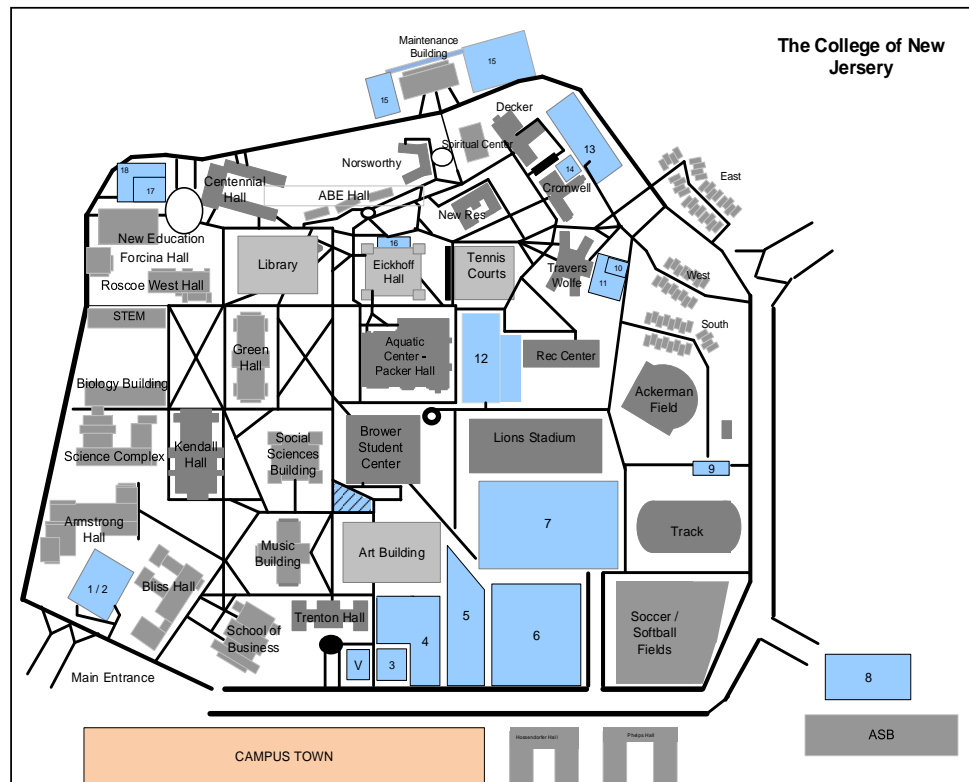 The College of New
Jersery
Maintenance
Building
15
15
Decker
Spiritual Center
13
14
Norsworthy
Cromwell
East
18
17
Centennial
Hall
ABE Hall
New Res
New Education
Forcina Hall
Roscoe West Hall
Library
16
Eickhoff
Hall
Tennis
Courts
Travers
Wolfe
10
11
West
STEM
Green
Hall
Aquatic
Center -
Packer Hall
12
Rec Center
South
Biology Building
Ackerman
Field
Science Complex
Kendall
Hall
Social
Sciences
Building
Brower
Student
Center
Lions Stadium
9
Armstrong
Hall
Music
Building
Art Building
7
Track
1 / 2
Bliss Hall
School of
Business
Trenton Hall
V
3
4
5
6
Soccer /
Softball
Fields
Main Entrance
8
CAMPUS TOWN
Phelps Hall
ASB